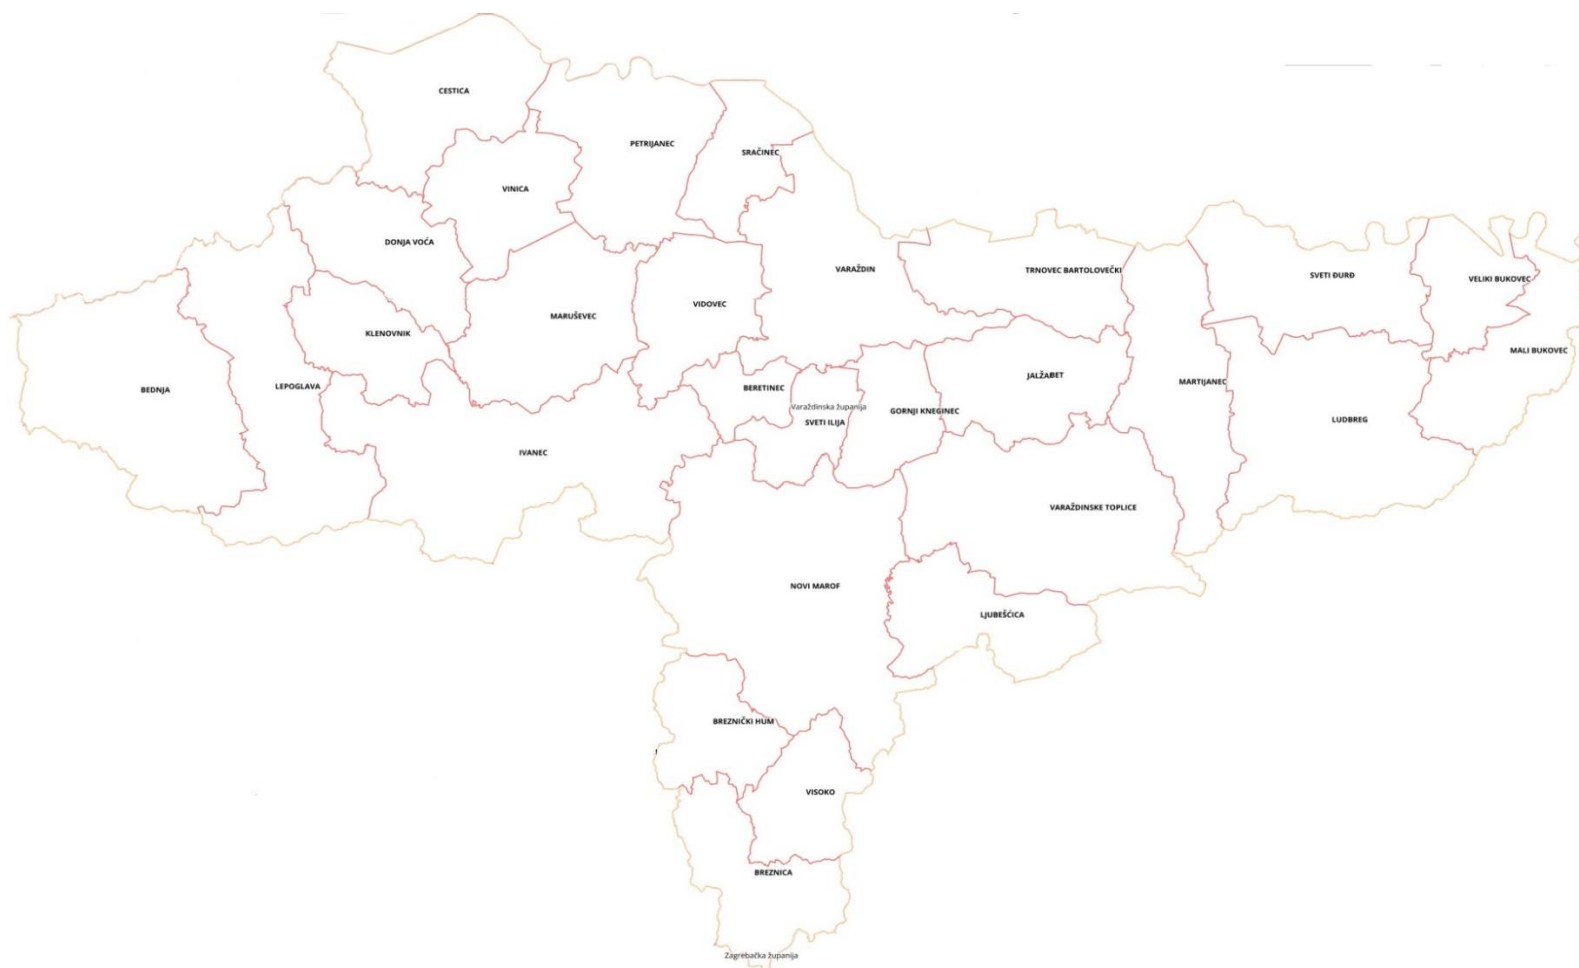 CESTICA
PETRIJANEC
SRAČINEC
VINICA
DONJA VOĆA
VARAŽDIN
TRNOVEC BARTOLOVEČKI
SVETI ĐURĐ
VELIKI BUKOVEC
VIDOVEC
MARUŠEVEC
KLENOVNIK
MALI BUKOVEC
JALŽABET
MARTIJANEC
LEPOGLAVA
BERETINEC
BEDNJA
Varaždinska županija
GORNJI KNEGINEC
LUDBREG
SVETI ILIJA
IVANEC
VARAŽDINSKE TOPLICE
NOVI MAROF
LJUBEŠĆICA
BREZNIČKI HUM
VISOKO
BREZNICA
Zagrebačka županija